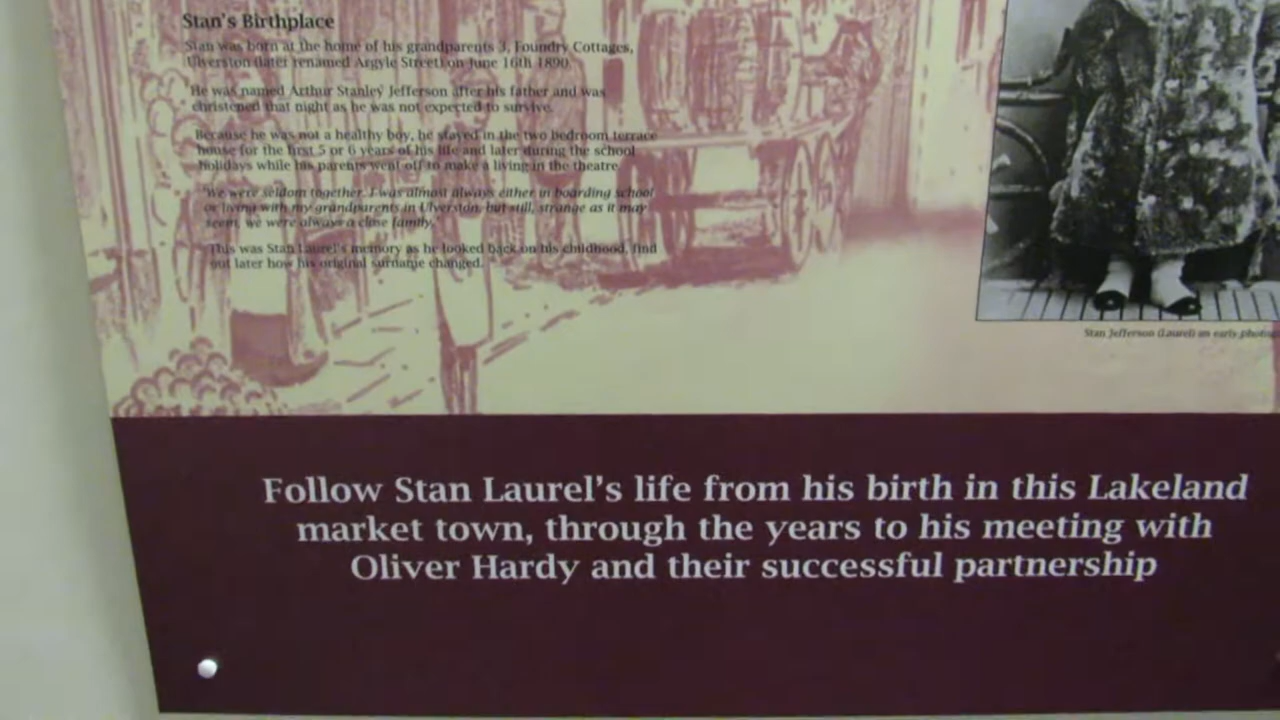 Stan's Birthplace
Stan was born at the home of his grandparents 3, Foundry Cottages,
Ulverston (later renamed Argyle Street) on June 16th 1890.
He was named Arthur Stanley Jefferson after his father and was
christened that night as he was not expected to survive.
Because he was not a healthy boy, he stayed in the two bedroom terrace
house for the first 5 or 6 years of his life and later during the school
holidays while his parents went off to make a living in the theatre.
"We were seldom together. I was almost always either in boarding school
or living with my grandparents in Ulverston, but still, strange as it may
seem, we were always a close family."
This was Stan Laurel's memory as he looked back on his childhood, find
out later how his original surname changed.
Stan Jefferson (Laurel) an early
Follow Stan Laurel's life from his birth in this Lakeland
market town, through the years to his meeting with
Oliver Hardy and their successful partnership